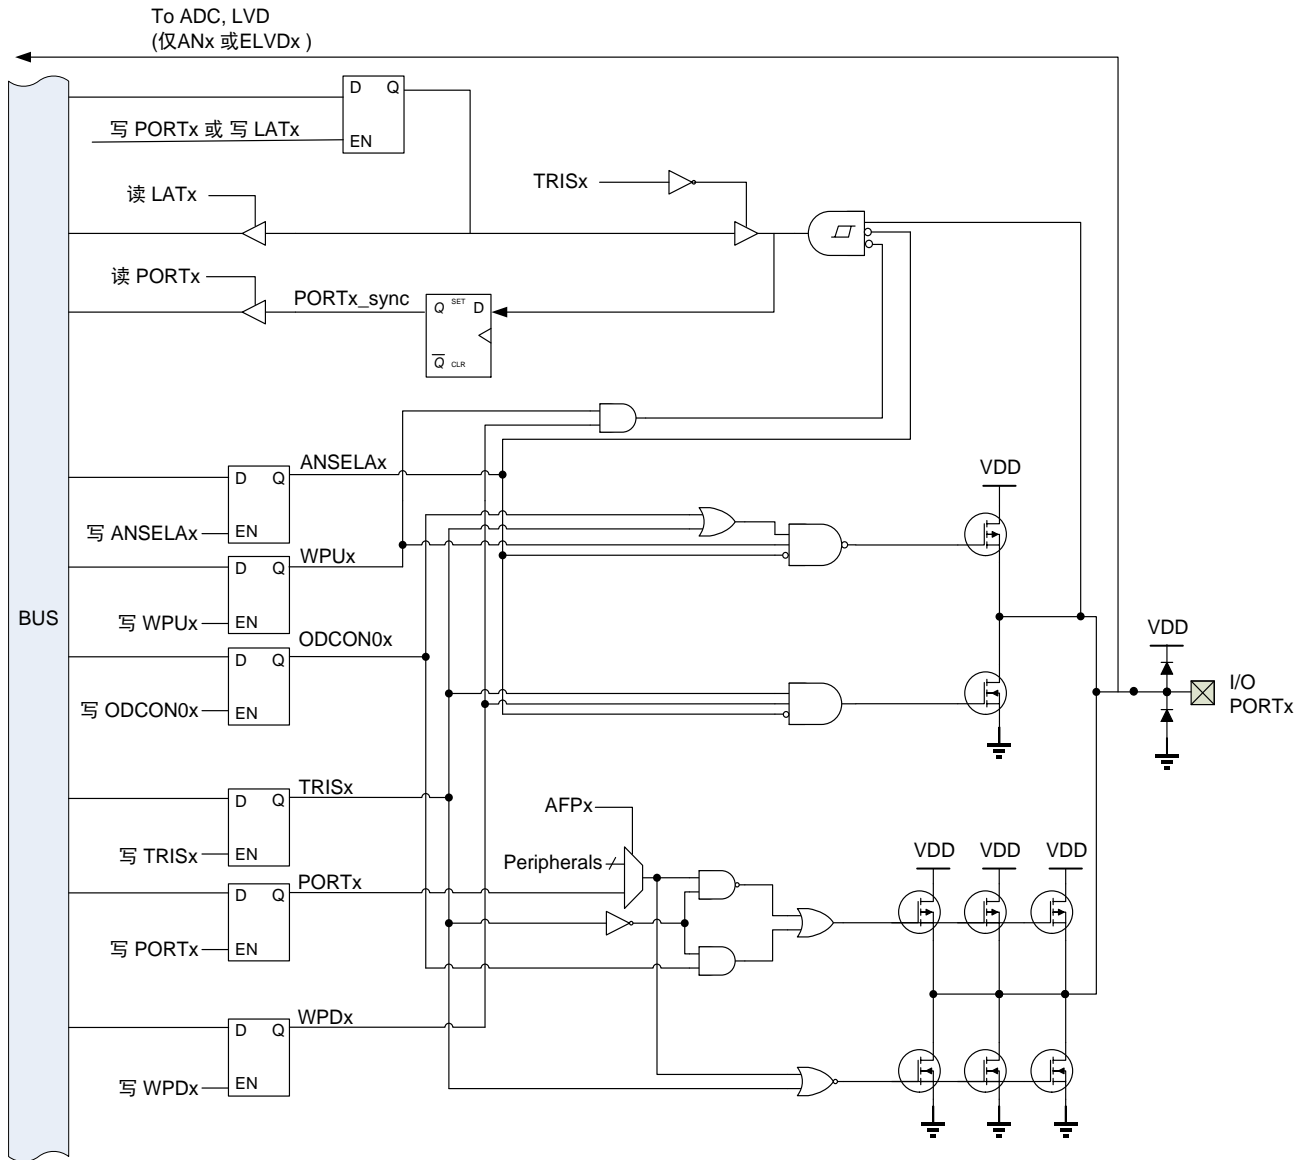 To ADC, LVD
(仅ANx 或ELVDx )
D Q
写 PORTx 或 写 LATx
EN
TRISx
读 LATx
读 PORTx
PORTx_sync
Q SET D
Q CLR
ANSELAx
D Q
VDD
写 ANSELAx
EN
WPUx
D Q
BUS
写 WPUx
EN
ODCON0x
VDD
D Q
I/O
PORTx
写 ODCON0x
EN
TRISx
D Q
AFPx
写 TRISx
EN
Peripherals
VDD VDD VDD
PORTx
D Q
写 PORTx
EN
WPDx
D Q
写 WPDx
EN